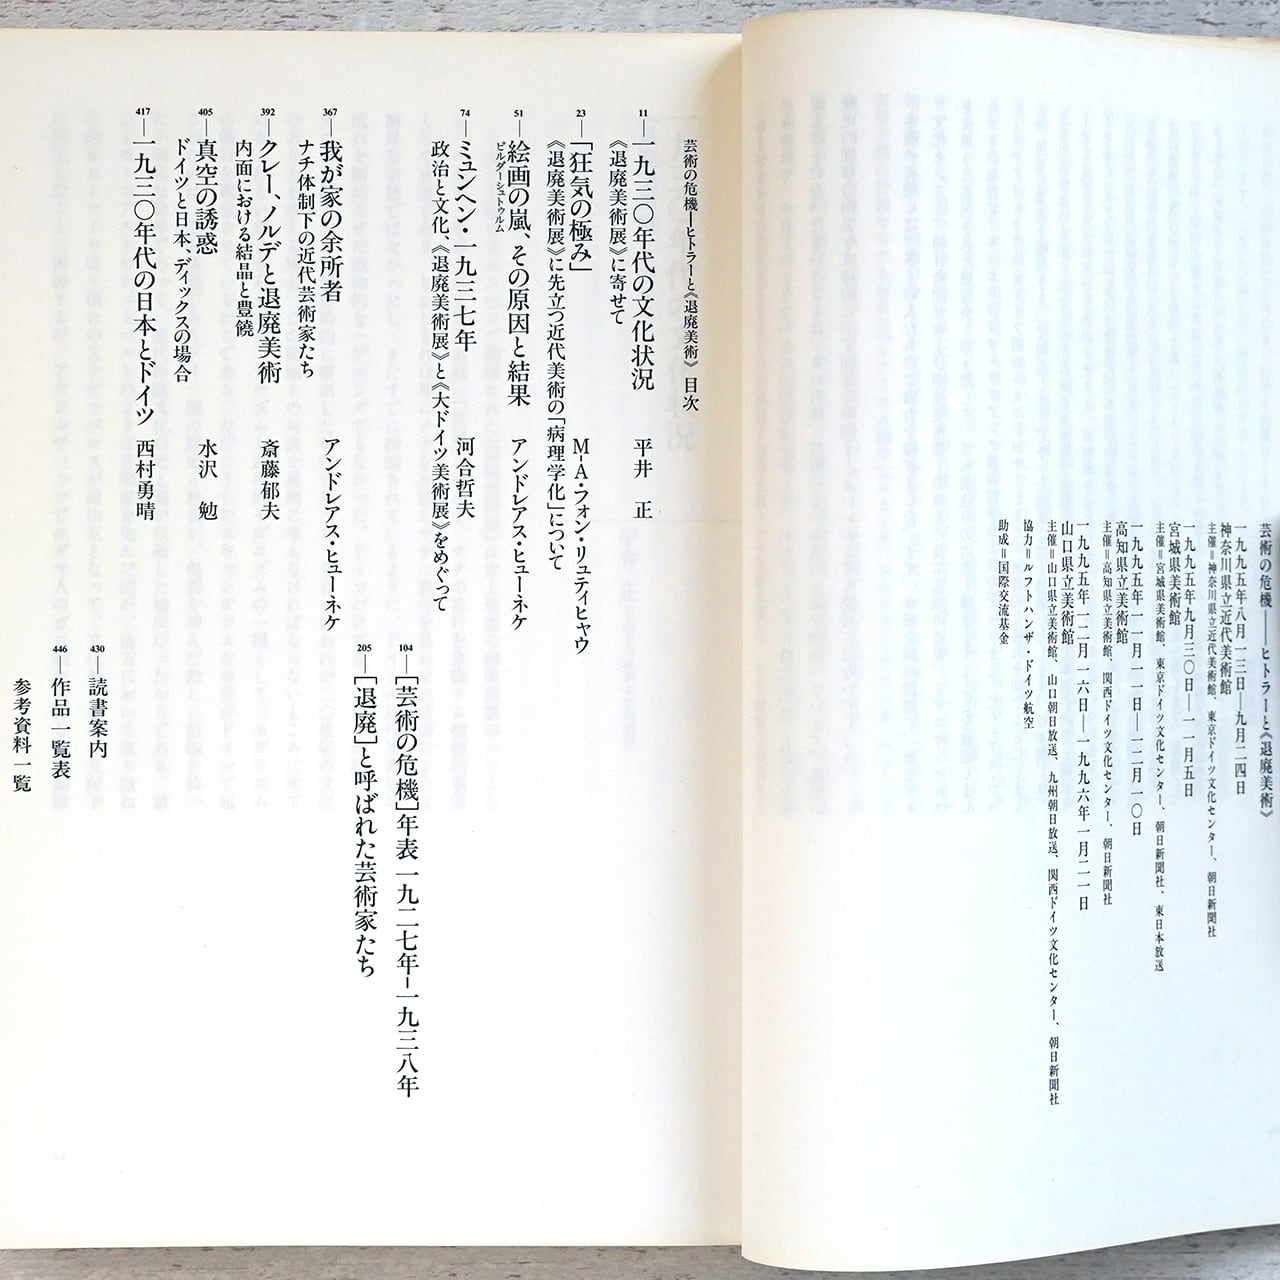 芸術の危機——ヒトラーと《退廃美術》
一九九五年八月一三日—九月二四日
神奈川県立近代美術館
主催＝神奈川県立近代美術館、東京ドイツ文化センター、朝日新聞社
一九九五年九月三〇日—一一月五日
宮城県美術館
主催＝宮城県美術館、東京ドイツ文化センター、朝日新聞社、東日本放送
一九九五年一一月一一日—一二月一〇日
高知県立美術館
主催＝高知県立美術館、関西ドイツ文化センター、朝日新聞社
一九九五年一二月一六日—一九九六年一月二一日
山口県立美術館
主催＝山口県立美術館、山口朝日放送、九州朝日放送、関西ドイツ文化センター、朝日新聞社
協力＝ルフトハンザ・ドイツ航空
助成＝国際交流基金
芸術の危機—ヒトラーと《退廃美術》 目次
11—一九三〇年代の文化状況 平井 正
《退廃美術展》に寄せて
23—「狂気の極み」 M-A・フォン・リュティヒャウ
《退廃美術展》に先立つ近代美術の「病理学化」について
51—絵画の嵐、その原因と結果 アンドレアス・ヒューネケ
ビルダーシュトゥルム
74—ミュンヘン・一九三七年 河合哲夫
政治と文化、《退廃美術展》と《大ドイツ美術展》をめぐって
104—［芸術の危機］年表 一九二七年-一九三八年
205—［退廃］と呼ばれた芸術家たち
367—我が家の余所者 アンドレアス・ヒューネケ
ナチ体制下の近代芸術家たち
392—クレー、ノルデと退廃美術 斎藤郁夫
内面における結晶と豊饒
405—真空の誘惑 水沢 勉
ドイツと日本、ディックスの場合
417—一九三〇年代の日本とドイツ 西村勇晴
430—読書案内
446—作品一覧表
参考資料一覧